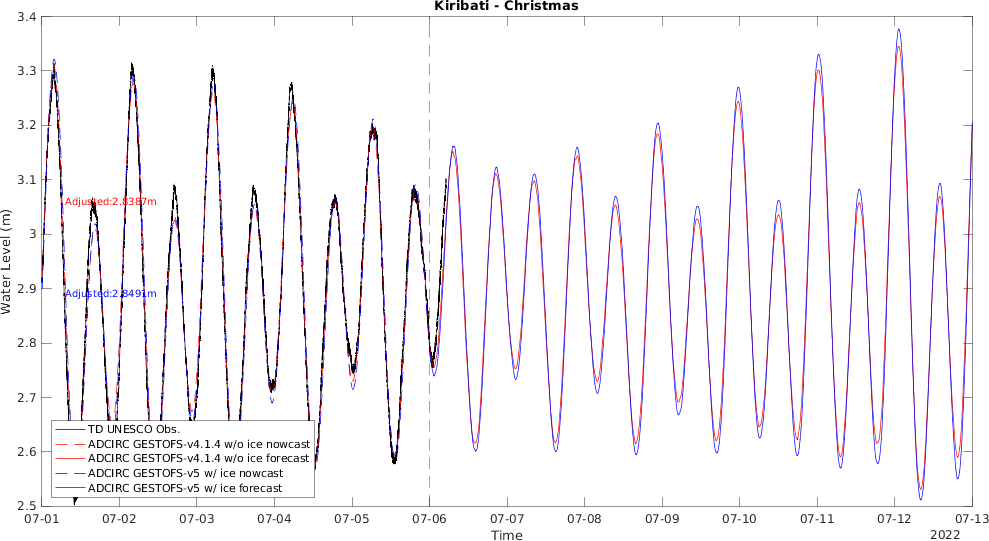 Kiribati - Christmas
3.4
3.3
3.2
3.1
3
2.9
2.8
2.7
2.6
2.5
Water Level (m)
Adjusted:2.8387m
Adjusted:2.8491m
TD UNESCO Obs.
ADCIRC GESTOFS-v4.1.4 w/o ice nowcast
ADCIRC GESTOFS-v4.1.4 w/o ice forecast
ADCIRC GESTOFS-v5 w/ ice nowcast
ADCIRC GESTOFS-v5 w/ ice forecast
07-01 07-02 07-03 07-04 07-05 07-06 07-07 07-08 07-09 07-10 07-11 07-12 07-13
Time
2022